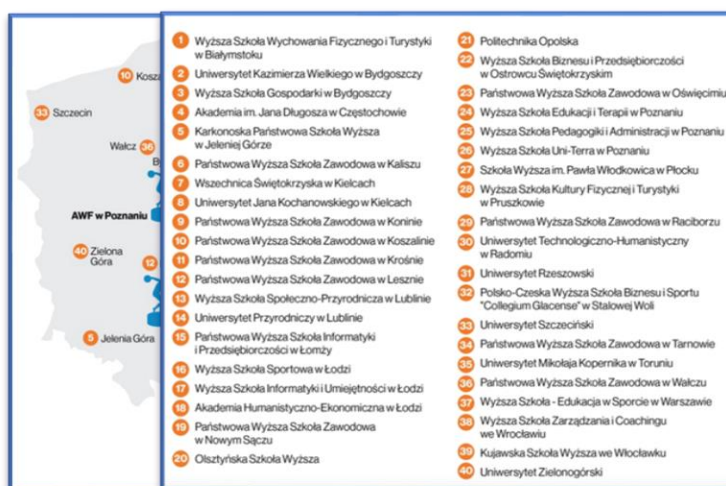 10 Kosza
33 Szczecin
Wałcz 36
B
AWF w Poznaniu
40 Zielona
Góra
12
5 Jelenia Góra
1 Wyższa Szkoła Wychowania Fizycznego i Turystyki
w Białymstoku
2 Uniwersytet Kazimierza Wielkiego w Bydgoszczy
3 Wyższa Szkoła Gospodarki w Bydgoszczy
4 Akademia im. Jana Długosza w Częstochowie
5 Karkonoska Państwowa Szkoła Wyższa
w Jeleniej Górze
6 Państwowa Wyższa Szkoła Zawodowa w Kaliszu
7 Wszechnica Świętokrzyska w Kielcach
8 Uniwersytet Jana Kochanowskiego w Kielcach
9 Państwowa Wyższa Szkoła Zawodowa w Koninie
10 Państwowa Wyższa Szkoła Zawodowa w Koszalinie
11 Państwowa Wyższa Szkoła Zawodowa w Krośnie
12 Państwowa Wyższa Szkoła Zawodowa w Lesznie
13 Wyższa Szkoła Społeczno-Przyrodnicza w Lublinie
14 Uniwersytet Przyrodniczy w Lublinie
15 Państwowa Wyższa Szkoła Informatyki
i Przedsiębiorczości w Łomży
16 Wyższa Szkoła Sportowa w Łodzi
17 Wyższa Szkoła Informatyki i Umiejętności w Łodzi
18 Akademia Humanistyczno-Ekonomiczna w Łodzi
19 Państwowa Wyższa Szkoła Zawodowa
w Nowym Sączu
20 Olsztyńska Szkoła Wyższa
21 Politechnika Opolska
22 Wyższa Szkoła Biznesu i Przedsiębiorczości
w Ostrowcu Świętokrzyskim
23 Państwowa Wyższa Szkoła Zawodowa w Oświęcimiu
24 Wyższa Szkoła Edukacji i Terapii w Poznaniu
25 Wyższa Szkoła Pedagogiki i Administracji w Poznaniu
26 Wyższa Szkoła Uni-Terra w Poznaniu
27 Szkoła Wyższa im. Pawła Włodkowica w Płocku
28 Wyższa Szkoła Kultury Fizycznej i Turystyki
w Pruszkowie
29 Państwowa Wyższa Szkoła Zawodowa w Raciborzu
30 Uniwersytet Technologiczno-Humanistyczny
w Radomiu
31 Uniwersytet Rzeszowski
32 Polsko-Czeska Wyższa Szkoła Biznesu i Sportu
"Collegium Glacense" w Stalowej Woli
33 Uniwersytet Szczeciński
34 Państwowa Wyższa Szkoła Zawodowa w Tarnowie
35 Uniwersytet Mikołaja Kopernika w Toruniu
36 Państwowa Wyższa Szkoła Zawodowa w Wałczu
37 Wyższa Szkoła - Edukacja w Sporcie w Warszawie
38 Wyższa Szkoła Zarządzania i Coachingu
we Wrocławiu
39 Kujawska Szkoła Wyższa we Włocławku
40 Uniwersytet Zielonogórski